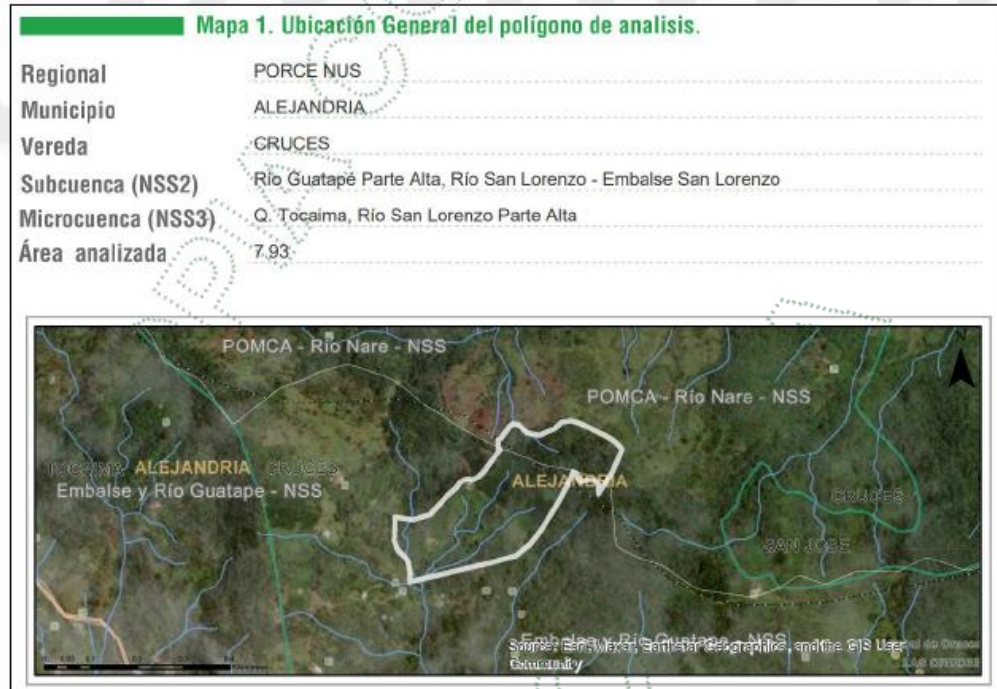 Mapa 1. Ubicación General del polígono de analisis.
Regional PORCE NUS
Municipio ALEJANDRIA
Vereda CRUCES
Subcuenca (NSS2) Río Guatapé Parte Alta, Río San Lorenzo - Embalse San Lorenzo
Microcuenca (NSS3) Q. Tocaima, Río San Lorenzo Parte Alta
Área analizada 7.93
POMCA - Río Nare - NSS
POMCA - Río Nare - NSS
TOCAIMA ALEJANDRIA CRUCES
Embalse y Río Guatape - NSS
ALEJANDRIA
CRUCES
SAN JOSE
Embalse y Río Guatape - NSS
Source: Esri, Maxar, Earthstar Geographics, and the GIS User
Community